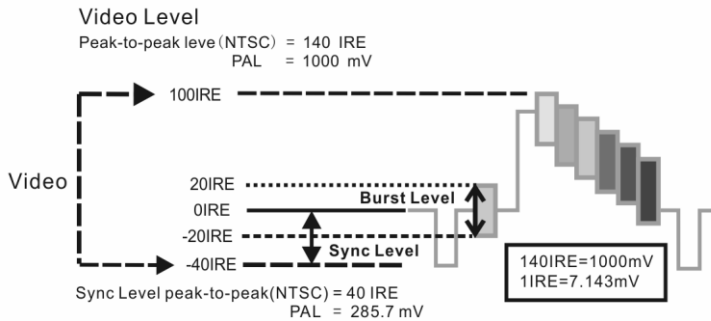 Video Level
Peak-to-peak leve(NTSC) = 140 IRE
PAL = 1000 mV
100IRE
Video
20IRE
Burst Level
0IRE
-20IRE
Sync Level
-40IRE
140IRE=1000mV
1IRE=7.143mV
Sync Level peak-to-peak(NTSC) = 40 IRE
PAL = 285.7 mV